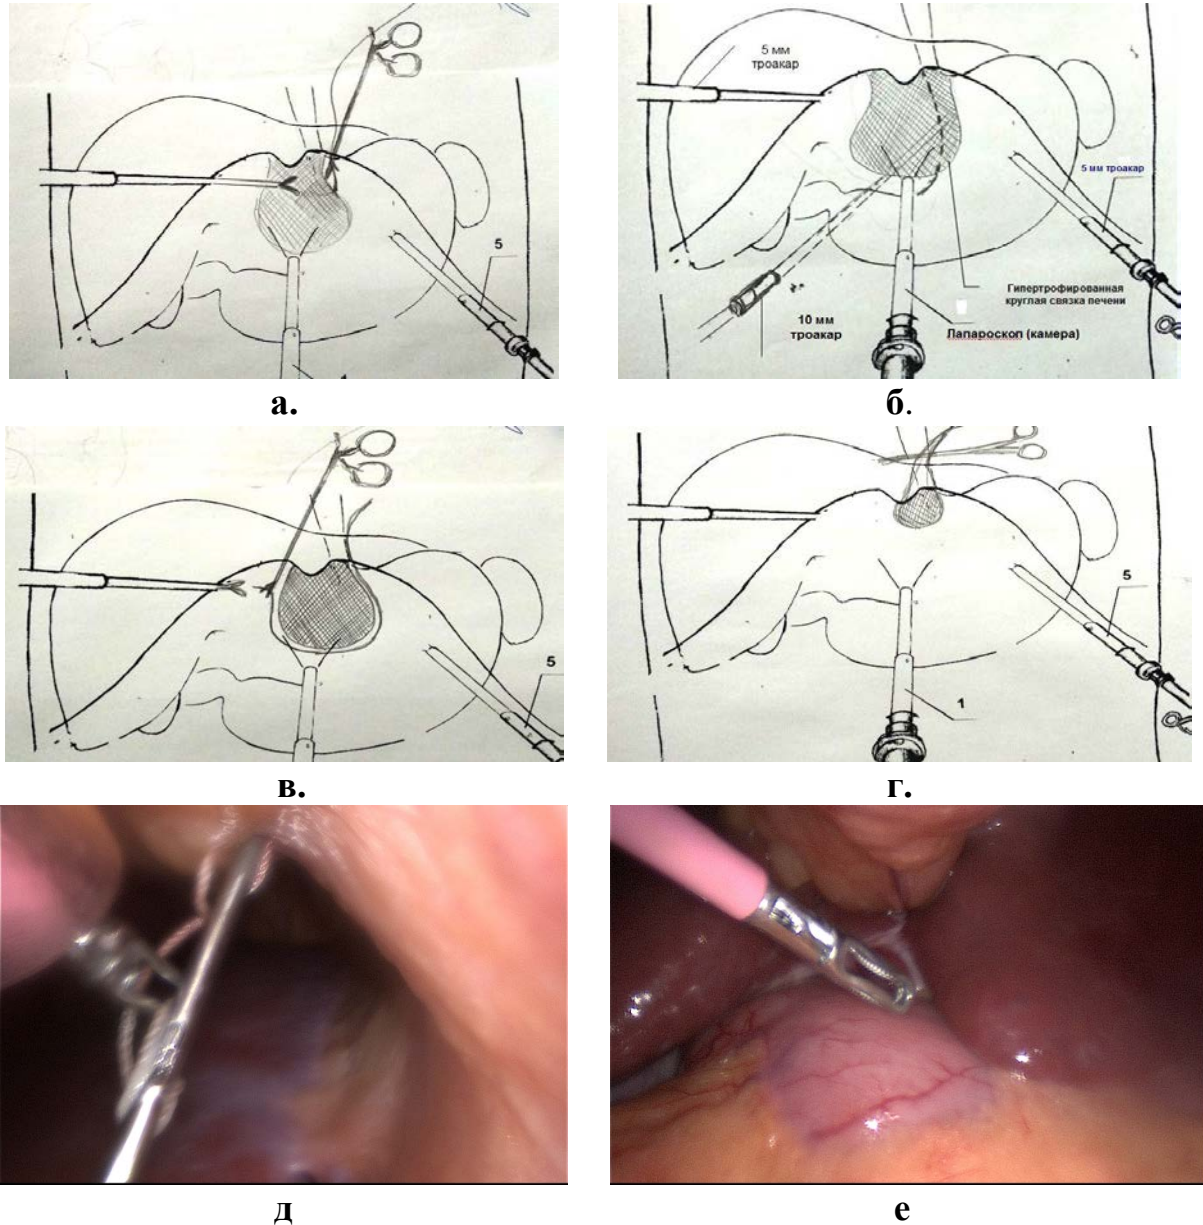 5
а.
5 мм
троакар
5 мм троакар
Гипертрофированная
круглая связка печени
10 мм
троакар
Лапароскоп (камера)
б.
5
в.
5
1
г.
д
е